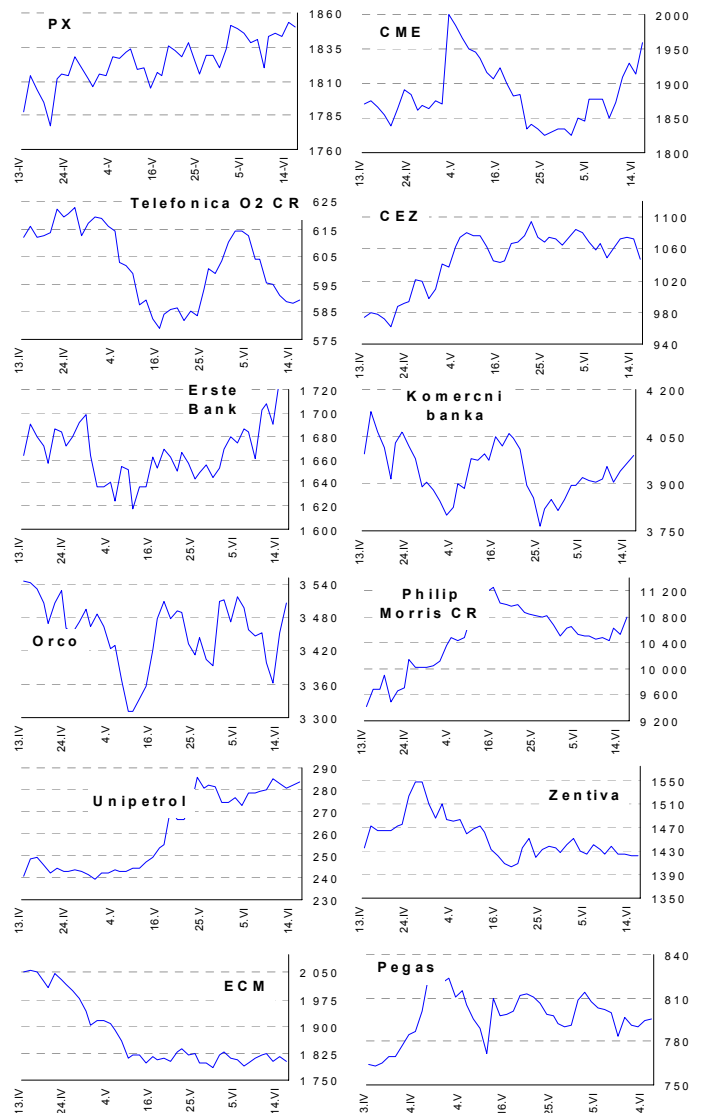 PX
1860
1835
1810
1785
1760
13-IV
24-IV
4-V
16-V
25-V
5-VI
14-VI
CME
2000
1950
1900
1850
1800
13.IV
24.IV
4.V
16.V
25.V
5.VI
14.VI
Telefonica O2 CR
625
615
605
595
585
575
13.IV
24.IV
4.V
16.V
25.V
5.VI
14.VI
CEZ
1100
1060
1020
980
940
13.IV
24.IV
4.V
16.V
25.V
5.VI
14.VI
Erste
Bank
1 720
1 700
1 680
1 660
1 640
1 620
1 600
13.IV
24.IV
4.V
16.V
25.V
5.VI
14.VI
Komercni
banka
4 200
4 050
3 900
3 750
13.IV
24.IV
4.V
16.V
25.V
5.VI
14.VI
Orco
3 540
3 480
3 420
3 360
3 300
13.IV
24.IV
4.V
16.V
25.V
5.VI
14.VI
Philip
Morris CR
11 200
10 800
10 400
10 000
9 600
9 200
13.IV
24.IV
4.V
16.V
25.V
5.VI
14.VI
Unipetrol
290
280
270
260
250
240
230
13.IV
24.IV
4.V
16.V
25.V
5.VI
14.VI
Zentiva
1550
1510
1470
1430
1390
1350
13.IV
24.IV
4.V
16.V
25.V
5.VI
14.VI
ECM
2 050
1 975
1 900
1 825
1 750
13.IV
24.IV
4.V
16.V
25.V
5.VI
14.VI
Pegas
840
810
780
750
3.IV
4.IV
4.V
16.V
25.V
5.VI
4.VI